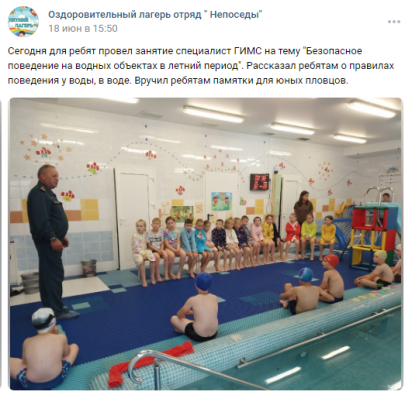 Оздоровительный лагерь отряд " Непоседы"
18 июн в 15:50
Сегодня для ребят провел занятие специалист ГИМС на тему "Безопасное
поведение на водных объектах в летний период". Рассказал ребятам о правилах
поведения у воды, в воде. Вручил ребятам памятки для юных пловцов.